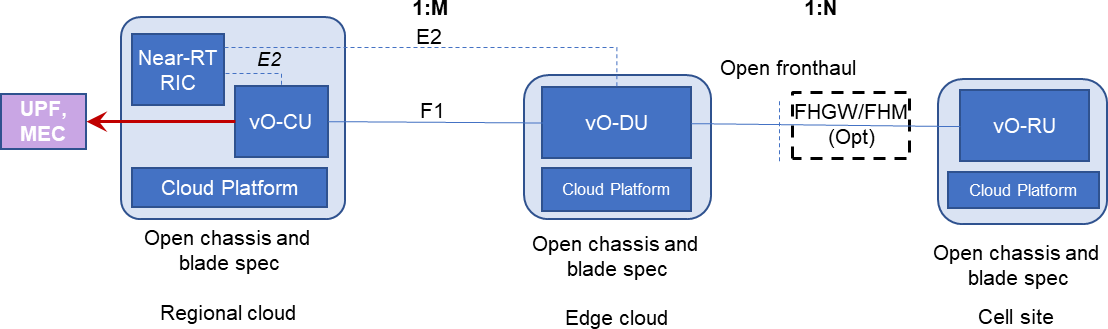 1:M
1:N
E2
Near-RT
RIC
E2
Open fronthaul
UPF,
MEC
vO-CU
F1
vO-DU
FHGW/FHM
(Opt)
vO-RU
Cloud Platform
Cloud Platform
Cloud Platform
Open chassis and
blade spec
Open chassis and
blade spec
Open chassis and
blade spec
Regional cloud
Edge cloud
Cell site